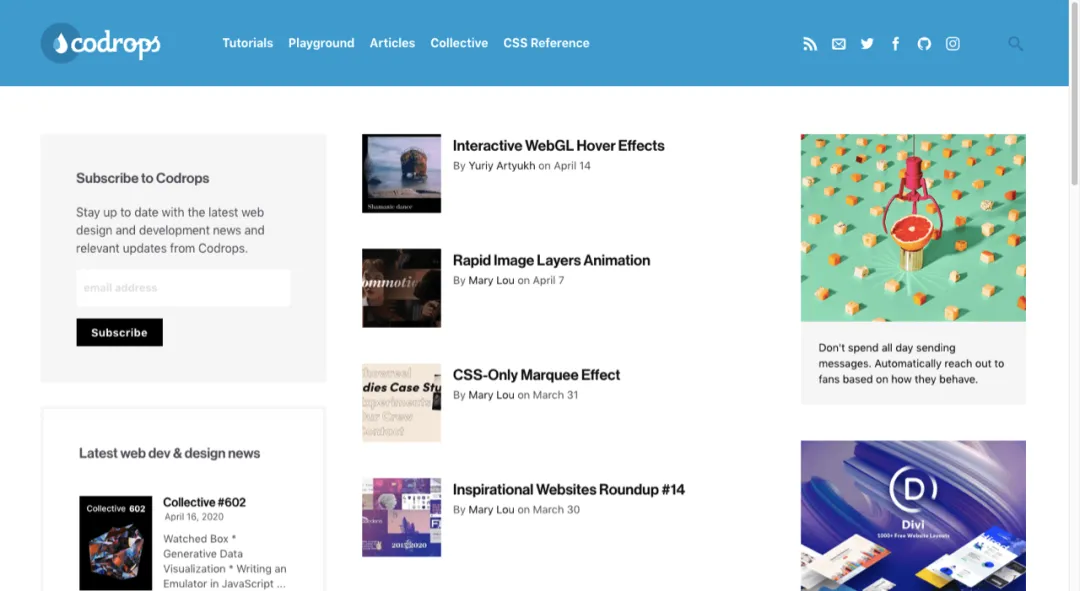 codrops
Tutorials Playground Articles Collective CSS Reference
Subscribe to Codrops
Stay up to date with the latest web
design and development news and
relevant updates from Codrops.
email address
Subscribe
Latest web dev & design news
Collective 602
Collective #602
April 16, 2020
Watched Box *
Generative Data
Visualization * Writing an
Emulator in JavaScript ...
Shamanic dance
Interactive WebGL Hover Effects
By Yuriy Artyukh on April 14
Rapid Image Layers Animation
By Mary Lou on April 7
dies Case Stu
CSS-Only Marquee Effect
By Mary Lou on March 31
Inspirational Websites Roundup #14
By Mary Lou on March 30
Don't spend all day sending
messages. Automatically reach out to
fans based on how they behave.
D
Divi
1000+ Free Website Layouts